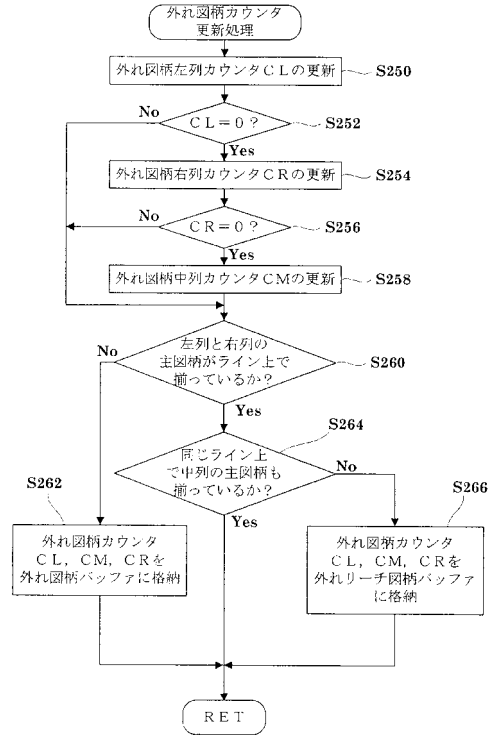 外れ図柄カウンタ
更新処理
外れ図柄左列カウンタＣＬの更新
S250
No
ＣＬ＝０？
S252
Yes
外れ図柄右列カウンタＣＲの更新
S254
No
ＣＲ＝０？
S256
Yes
外れ図柄中列カウンタＣＭの更新
S258
No
左列と右列の
主図柄がライン上で
揃っているか？
S260
Yes
S264
同じライン上
で中列の主図柄も
揃っているか？
No
S262
Yes
S266
外れ図柄カウンタ
ＣＬ，ＣＭ，ＣＲを
外れ図柄バッファに格納
外れ図柄カウンタ
ＣＬ，ＣＭ，ＣＲを
外れリーチ図柄バッファ
に格納
ＲＥＴ